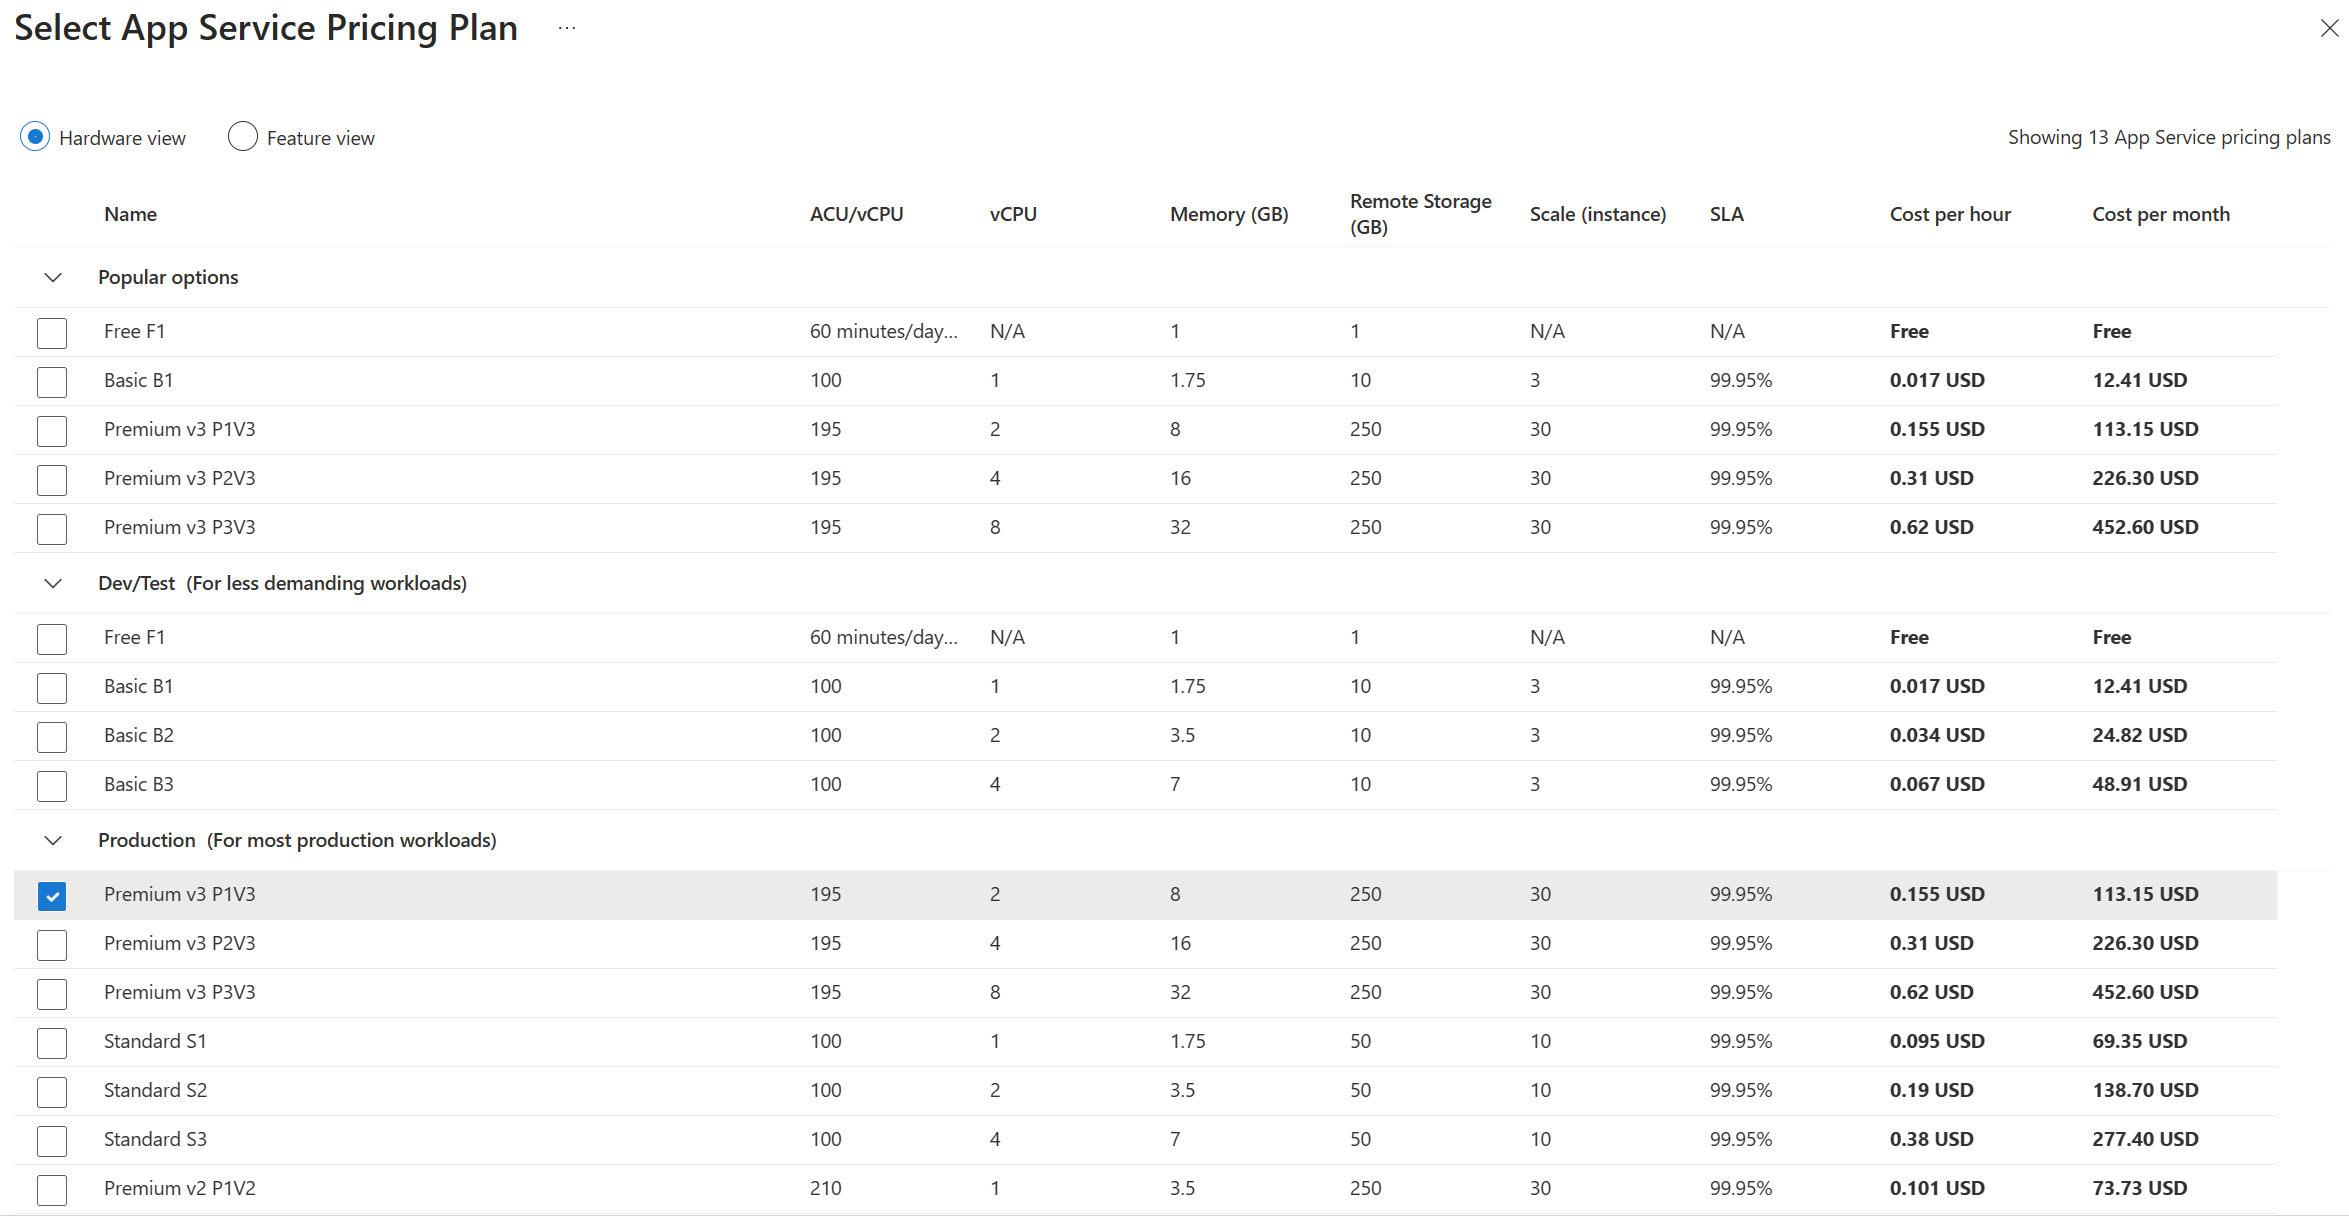 Select App Service Pricing Plan ...
Hardware view Feature view Showing 13 App Service pricing plans
Name ACU/vCPU vCPU Memory (GB) Remote Storage (GB) Scale (instance) SLA Cost per hour Cost per month
Popular options
Free F1 60 minutes/day... N/A 1 1 N/A N/A Free Free
Basic B1 100 1 1.75 10 3 99.95% 0.017 USD 12.41 USD
Premium v3 P1V3 195 2 8 250 30 99.95% 0.155 USD 113.15 USD
Premium v3 P2V3 195 4 16 250 30 99.95% 0.31 USD 226.30 USD
Premium v3 P3V3 195 8 32 250 30 99.95% 0.62 USD 452.60 USD
Dev/Test (For less demanding workloads)
Free F1 60 minutes/day... N/A 1 1 N/A N/A Free Free
Basic B1 100 1 1.75 10 3 99.95% 0.017 USD 12.41 USD
Basic B2 100 2 3.5 10 3 99.95% 0.034 USD 24.82 USD
Basic B3 100 4 7 10 3 99.95% 0.067 USD 48.91 USD
Production (For most production workloads)
Premium v3 P1V3 195 2 8 250 30 99.95% 0.155 USD 113.15 USD
Premium v3 P2V3 195 4 16 250 30 99.95% 0.31 USD 226.30 USD
Premium v3 P3V3 195 8 32 250 30 99.95% 0.62 USD 452.60 USD
Standard S1 100 1 1.75 50 10 99.95% 0.095 USD 69.35 USD
Standard S2 100 2 3.5 50 10 99.95% 0.19 USD 138.70 USD
Standard S3 100 4 7 50 10 99.95% 0.38 USD 277.40 USD
Premium v2 P1V2 210 1 3.5 250 30 99.95% 0.101 USD 73.73 USD